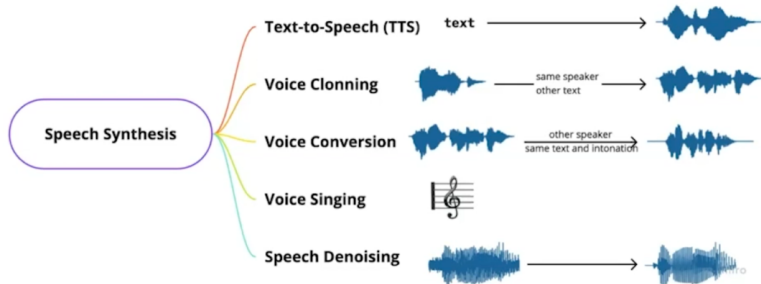 Text-to-Speech (TTS)
text
Voice Clonning
same speaker
other text
Speech Synthesis
Voice Conversion
other speaker
same text and intonation
Voice Singing
Speech Denoising